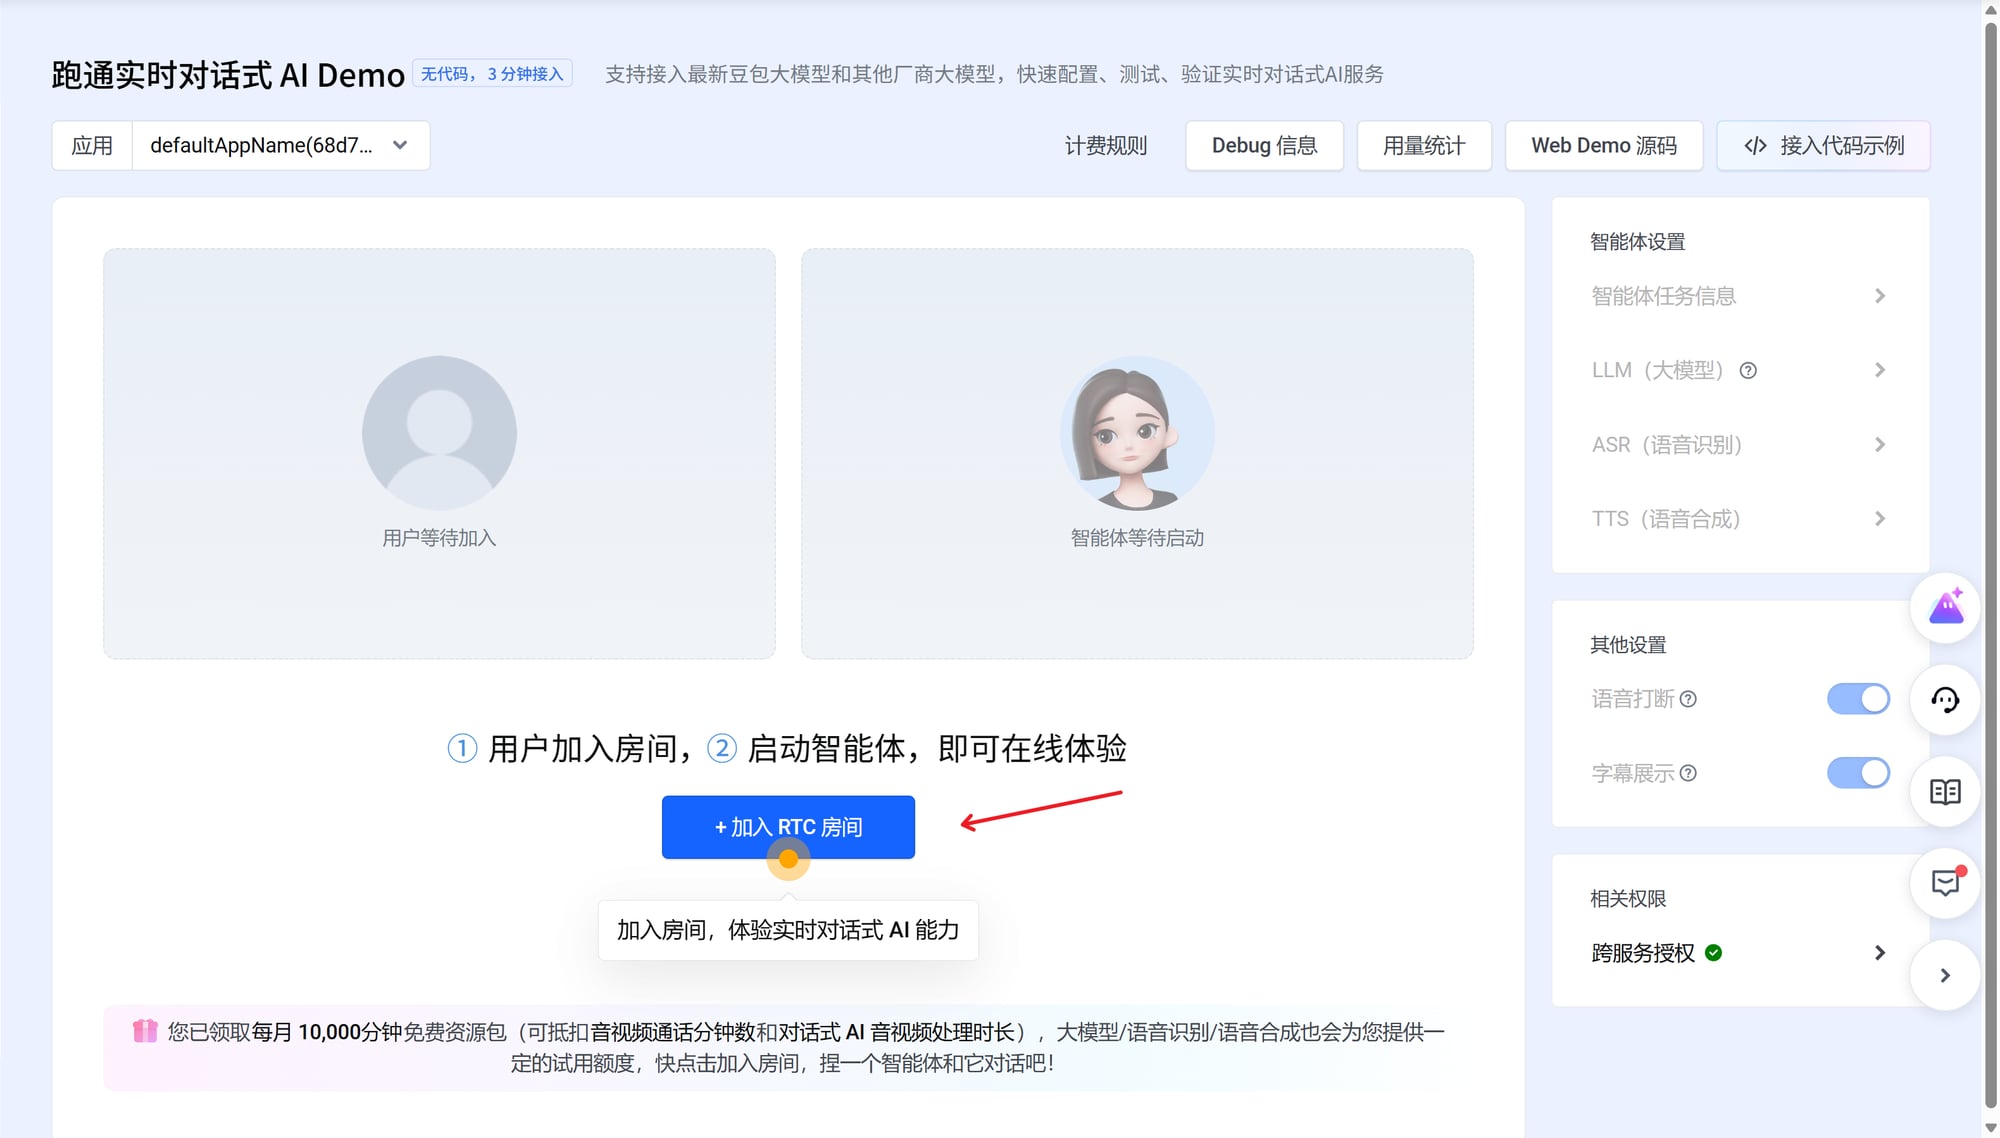 跑通实时对话式 AI Demo
无代码，3 分钟接入
支持接入最新豆包大模型和其他厂商大模型，快速配置、测试、验证实时对话式AI服务
应用
defaultAppName(68d7...
计费规则
Debug 信息
用量统计
Web Demo 源码
</> 接入代码示例
用户等待加入
智能体等待启动
① 用户加入房间，② 启动智能体，即可在线体验
+ 加入 RTC 房间
加入房间，体验实时对话式 AI 能力
您已领取每月 10,000分钟免费资源包（可抵扣音视频通话分钟数和对话式 AI 音视频处理时长），大模型/语音识别/语音合成也会为您提供一
定的试用额度，快点击加入房间，捏一个智能体和它对话吧！
智能体设置
智能体任务信息
LLM（大模型）
ASR（语音识别）
TTS（语音合成）
其他设置
语音打断
字幕展示
相关权限
跨服务授权